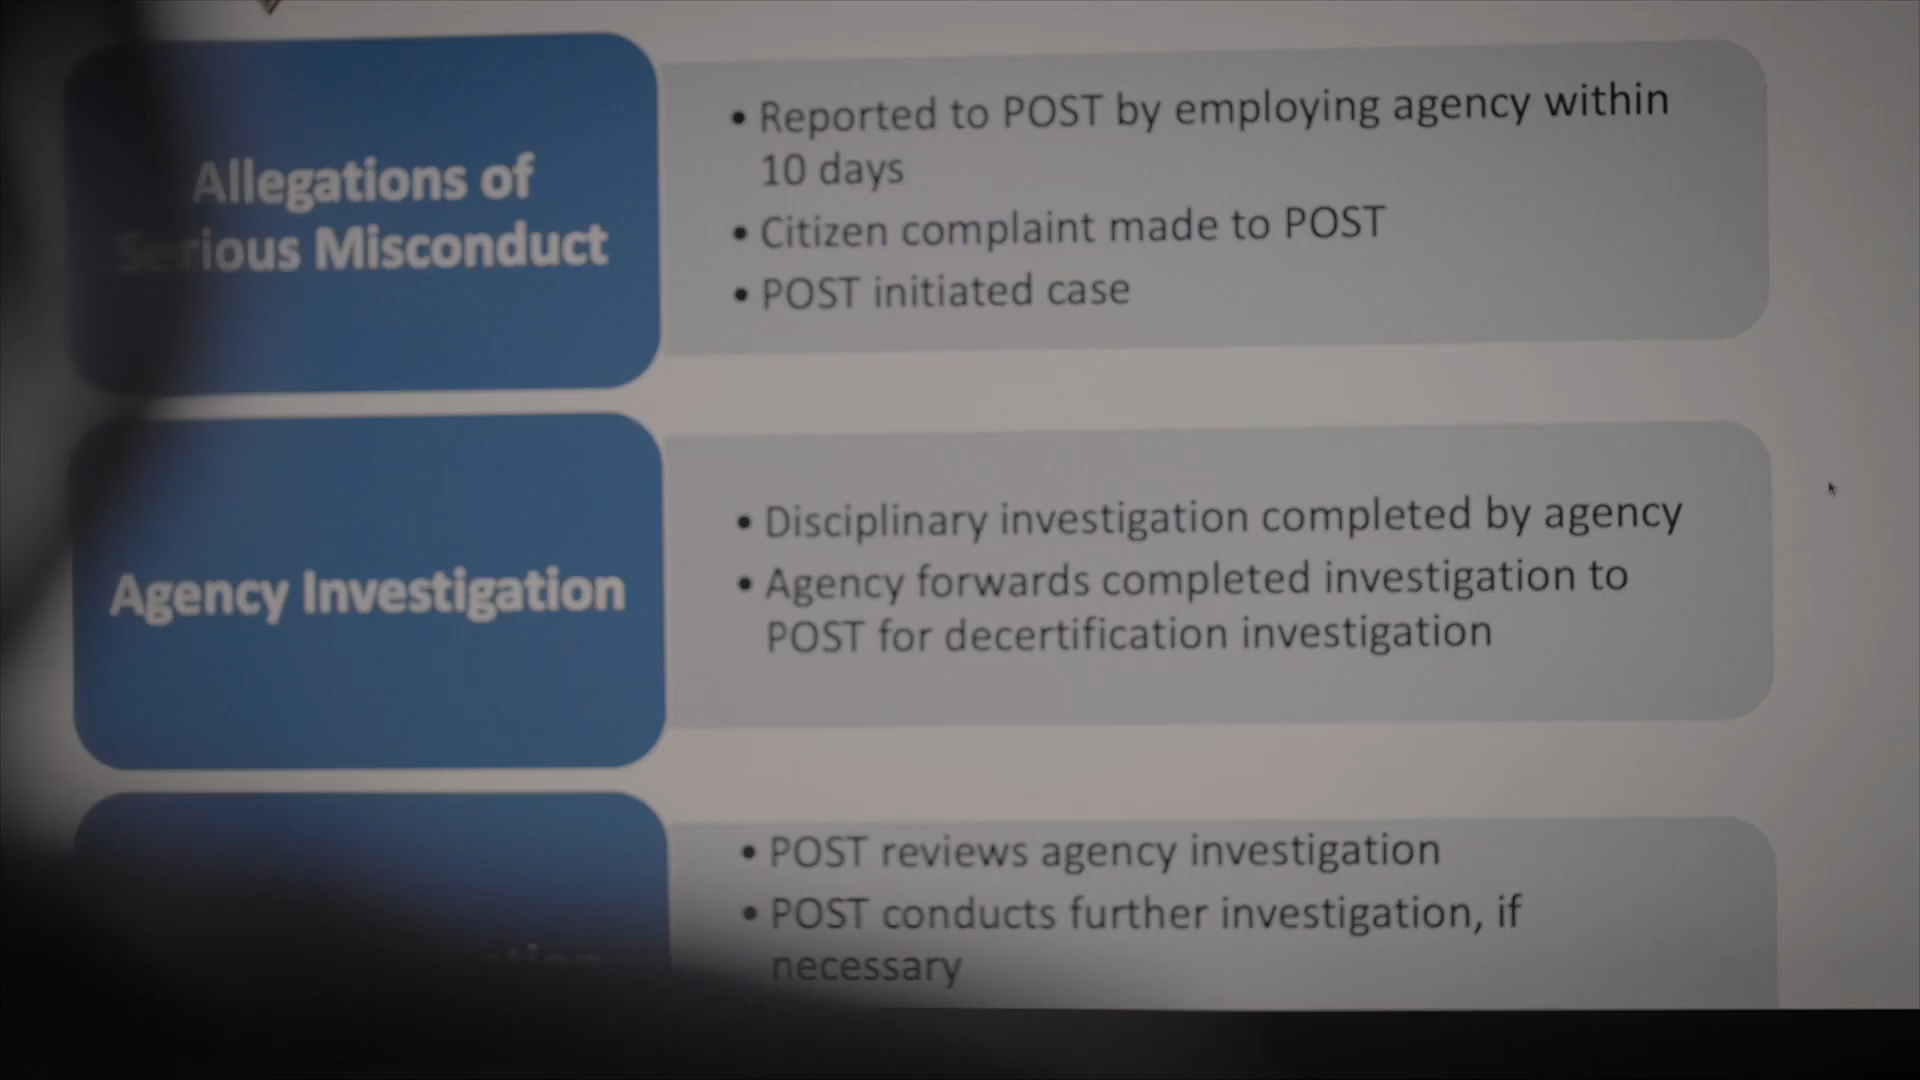 Allegations of
Serious Misconduct
• Reported to POST by employing agency within
10 days
• Citizen complaint made to POST
• POST initiated case
Agency Investigation
• Disciplinary investigation completed by agency
• Agency forwards completed investigation to
POST for decertification investigation
• POST reviews agency investigation
• POST conducts further investigation, if
necessary